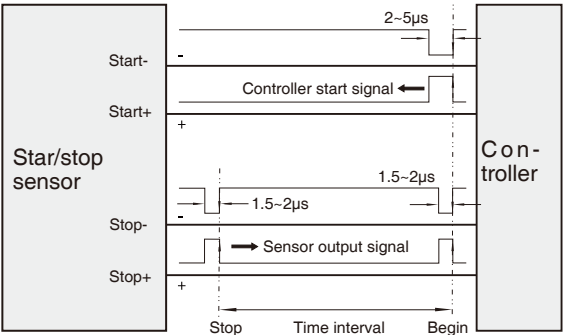 2~5µs
Start-
-
Controller start signal
Start+
+
Star/stop
sensor
Con-
troller
1.5~2µs
1.5~2µs
-
Stop-
Sensor output signal
Stop+
+
Stop Time interval Begin